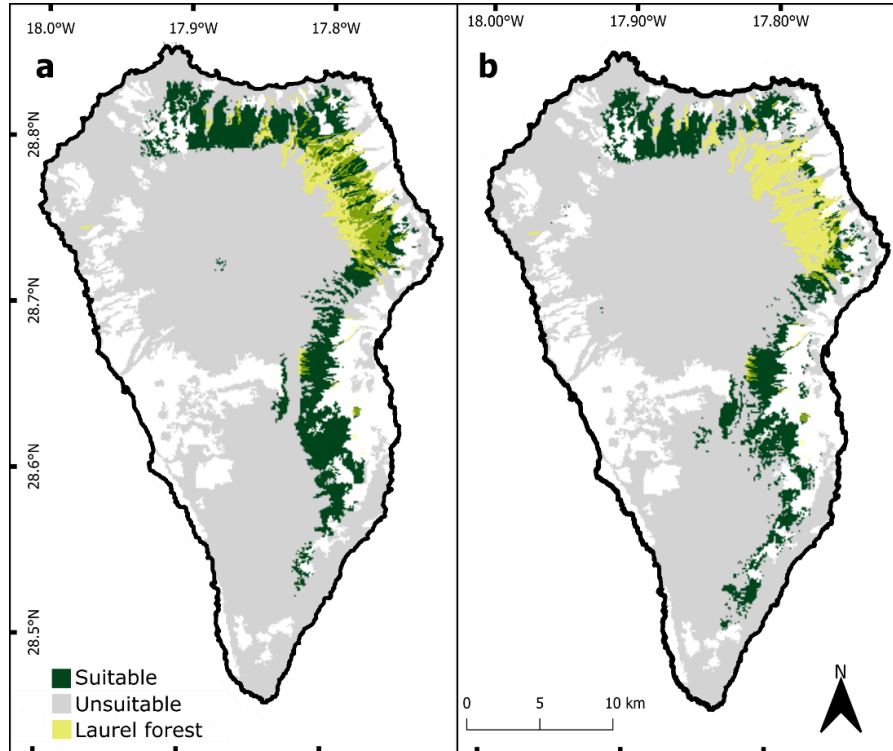 18.0°W 17.9°W 17.8°W
18.00°W 17.90°W 17.80°W
a
b
28.8°N
28.7°N
28.6°N
28.5°N
Suitable
Unsuitable
Laurel forest
0 5 10 km
N